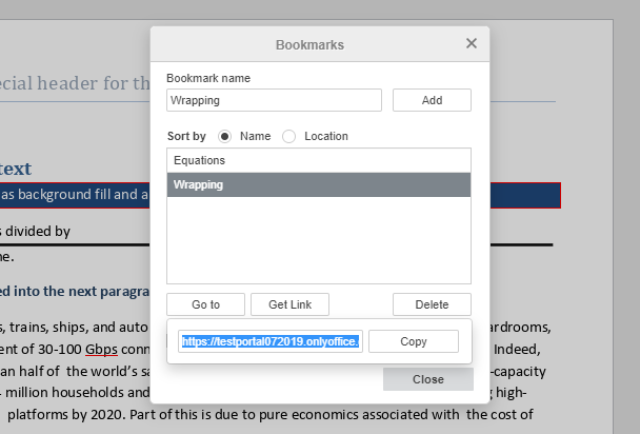 Bookmarks
ecial header for th
Bookmark name
Wrapping
Add
Sort by
Name
Location
text
Equations
as background fill and a
Wrapping
s divided by
ne.
ed into the next paragra
Go to
Get Link
Delete
s, trains, ships, and auto
ardrooms,
https://testportal072019.onlyoffice.
Copy
ent of 30-100 Gbps conn
Indeed,
an half of the world's sa
-capacity
Close
million households and
high-
platforms by 2020. Part of this is due to pure economics associated with the cost of